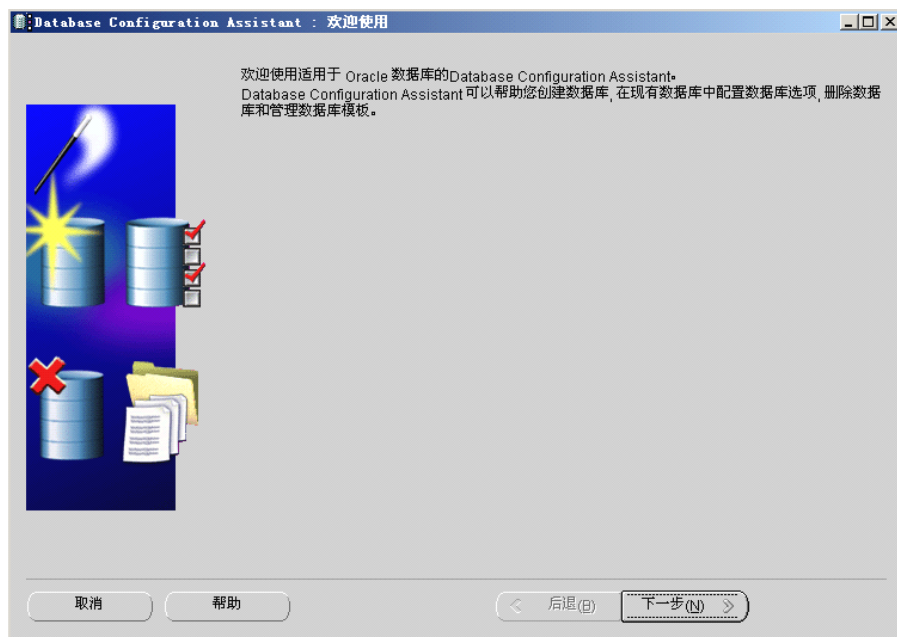 Database Configuration Assistant : 欢迎使用
欢迎使用适用于 Oracle 数据库的Database Configuration Assistant。
Database Configuration Assistant 可以帮助您创建数据库, 在现有数据库中配置数据库选项, 删除数据
库和管理数据库模板。
取消
帮助
后退(B)
下一步(N)